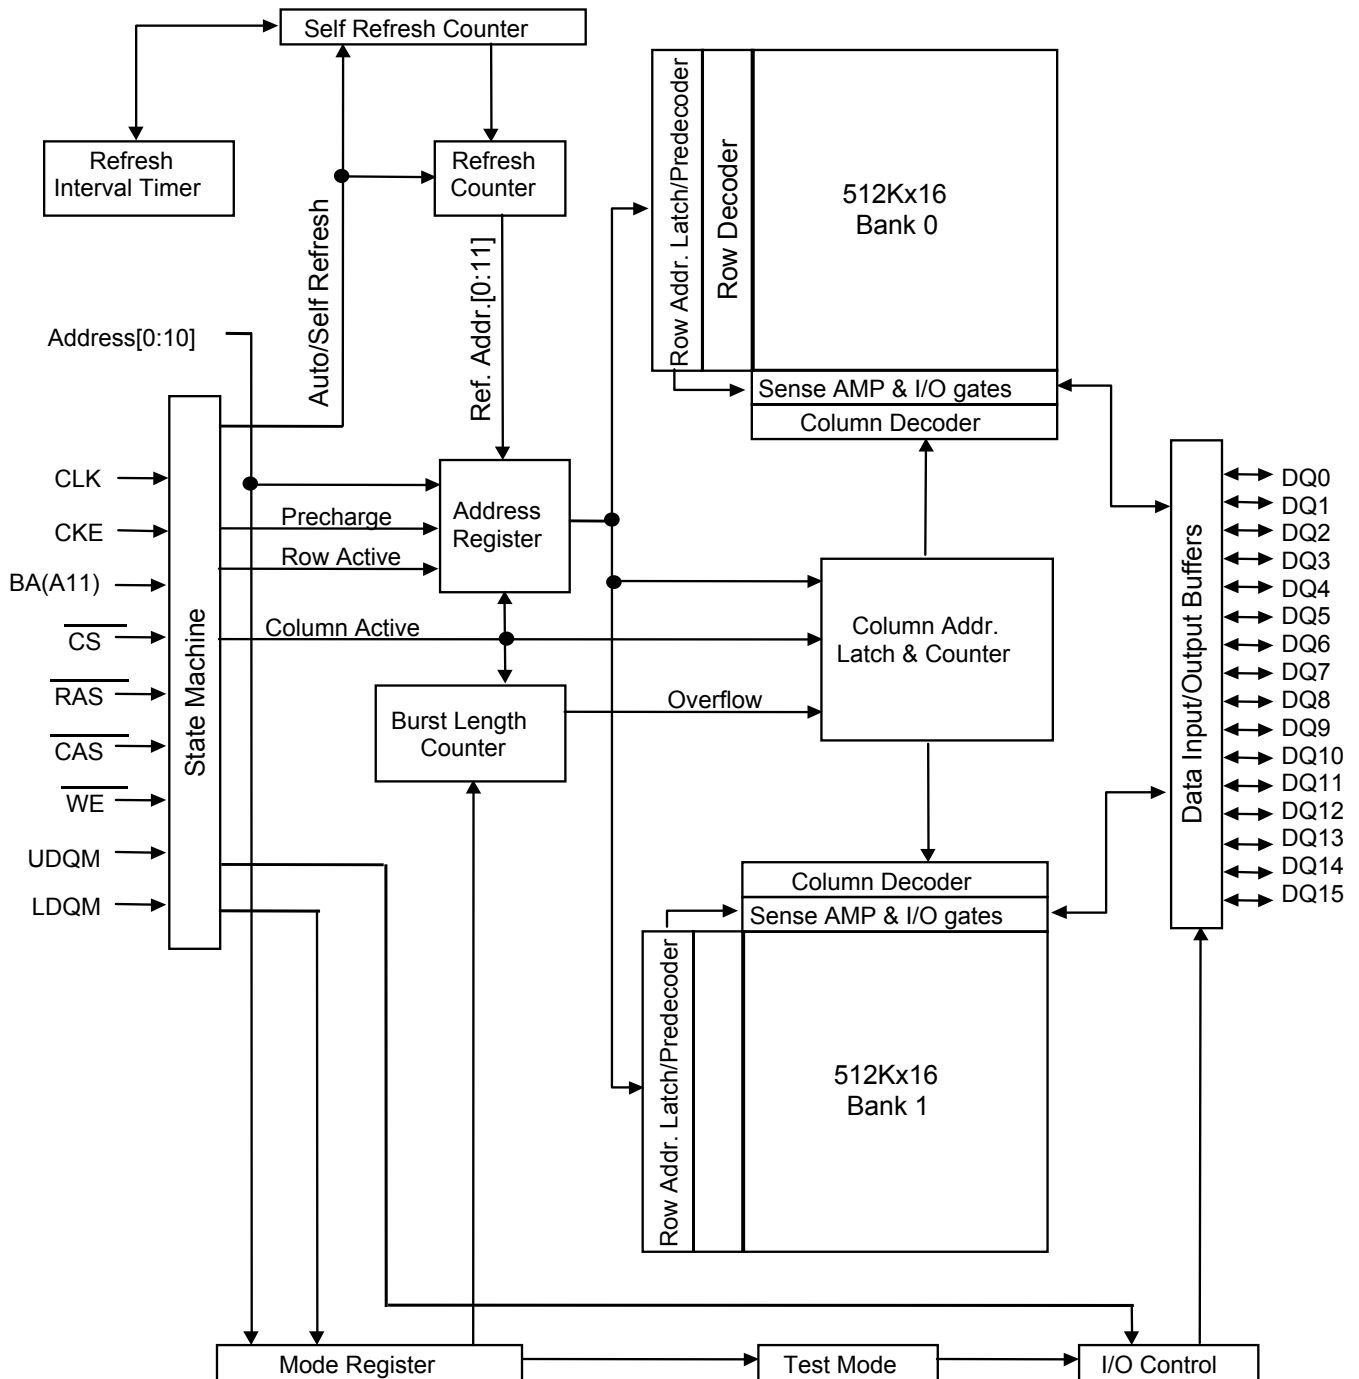 Self Refresh Counter
Refresh
Interval Timer
Refresh
Counter
Auto/Self Refresh
Ref. Addr.[0:11]
Row Addr. Latch/Predecoder
Row Decoder
512Kx16
Bank 0
Sense AMP & I/O gates
Column Decoder
Address[0:10]
CLK
CKE
BA(A11)
CS
RAS
CAS
WE
UDQM
LDQM
State Machine
Precharge
Row Active
Column Active
Address
Register
Burst Length
Counter
Overflow
Column Addr.
Latch & Counter
Data Input/Output Buffers
DQ0
DQ1
DQ2
DQ3
DQ4
DQ5
DQ6
DQ7
DQ8
DQ9
DQ10
DQ11
DQ12
DQ13
DQ14
DQ15
Column Decoder
Sense AMP & I/O gates
Row Addr. Latch/Predecoder
512Kx16
Bank 1
Mode Register
Test Mode
I/O Control